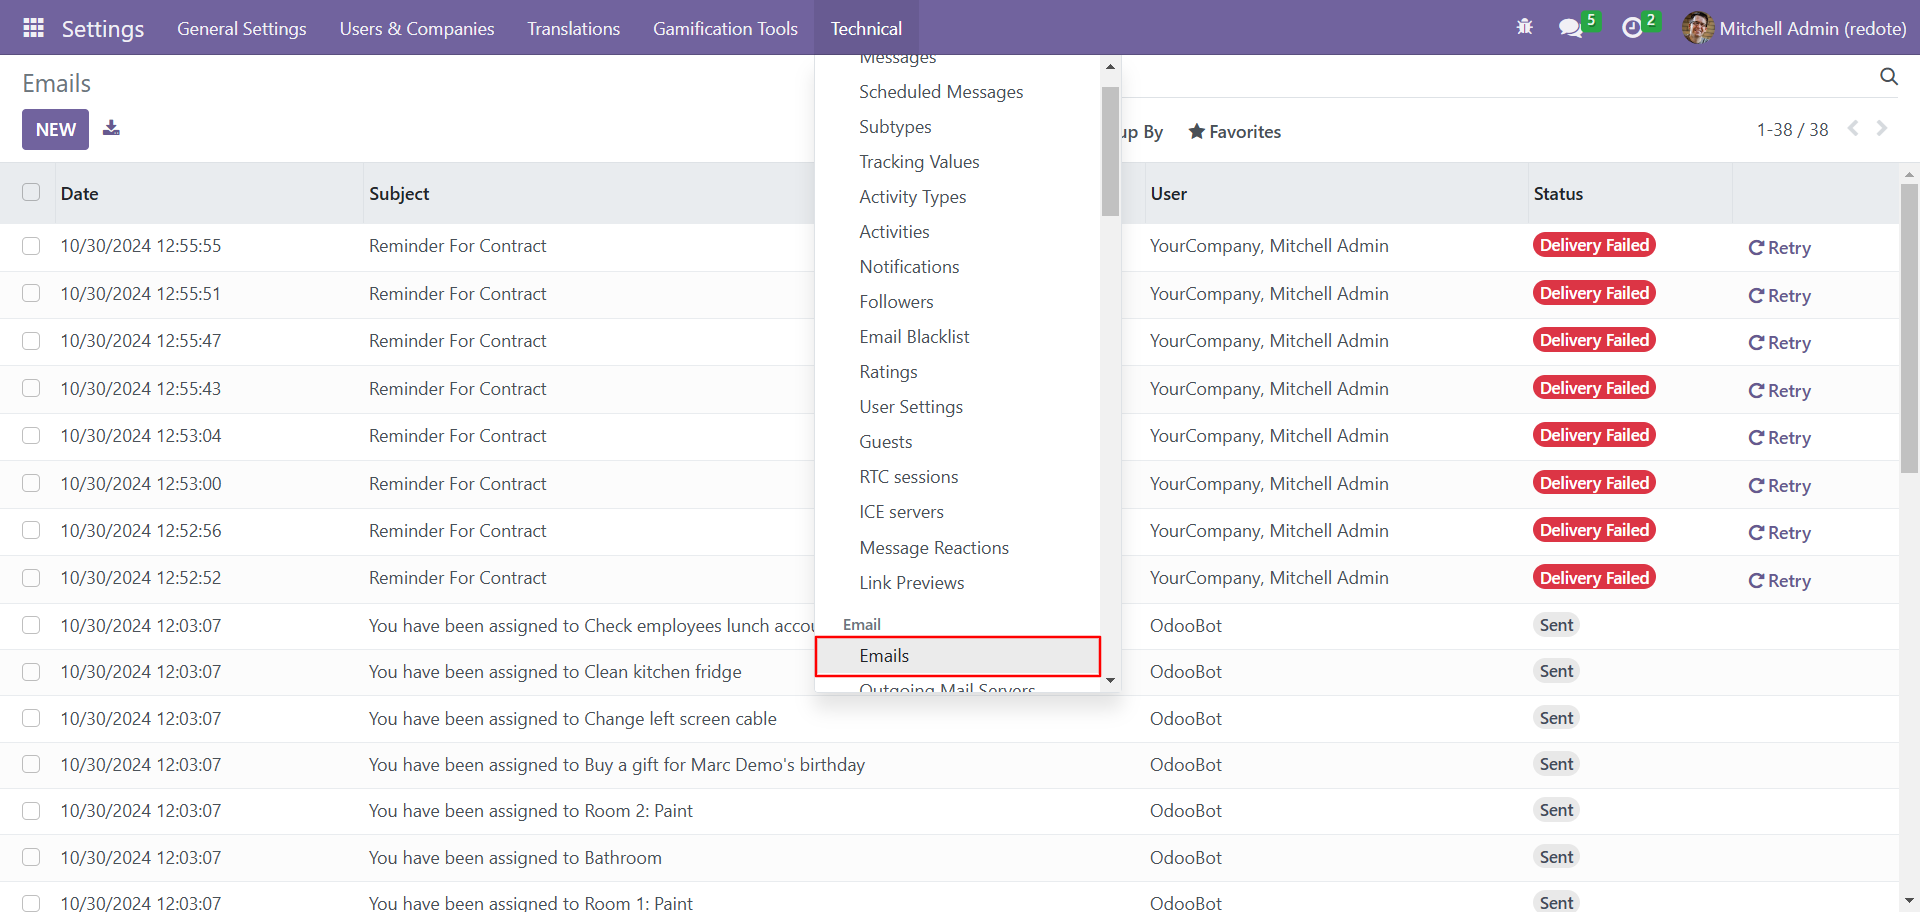 Settings General Settings Users & Companies Translations Gamification Tools Technical 5 2 Mitchell Admin (redote)
Emails
NEW
up By Favorites 1-38 / 38
Messages
Scheduled Messages
Subtypes
Tracking Values
Activity Types
Activities
Notifications
Followers
Email Blacklist
Ratings
User Settings
Guests
RTC sessions
ICE servers
Message Reactions
Link Previews
Email
Emails
Outgoing Mail Servers
Date Subject User Status
10/30/2024 12:55:55 Reminder For Contract YourCompany, Mitchell Admin Delivery Failed Retry
10/30/2024 12:55:51 Reminder For Contract YourCompany, Mitchell Admin Delivery Failed Retry
10/30/2024 12:55:47 Reminder For Contract YourCompany, Mitchell Admin Delivery Failed Retry
10/30/2024 12:55:43 Reminder For Contract YourCompany, Mitchell Admin Delivery Failed Retry
10/30/2024 12:53:04 Reminder For Contract YourCompany, Mitchell Admin Delivery Failed Retry
10/30/2024 12:53:00 Reminder For Contract YourCompany, Mitchell Admin Delivery Failed Retry
10/30/2024 12:52:56 Reminder For Contract YourCompany, Mitchell Admin Delivery Failed Retry
10/30/2024 12:52:52 Reminder For Contract YourCompany, Mitchell Admin Delivery Failed Retry
10/30/2024 12:03:07 You have been assigned to Check employees lunch accou OdooBot Sent
10/30/2024 12:03:07 You have been assigned to Clean kitchen fridge OdooBot Sent
10/30/2024 12:03:07 You have been assigned to Change left screen cable OdooBot Sent
10/30/2024 12:03:07 You have been assigned to Buy a gift for Marc Demo's birthday OdooBot Sent
10/30/2024 12:03:07 You have been assigned to Room 2: Paint OdooBot Sent
10/30/2024 12:03:07 You have been assigned to Bathroom OdooBot Sent
10/30/2024 12:03:07 You have been assigned to Room 1: Paint OdooBot Sent